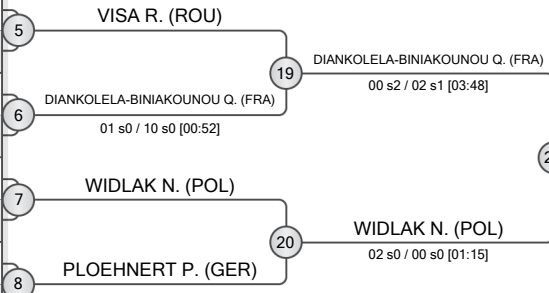 VISA R. (ROU)
5
19
DIANKOLELA-BINIAKOUNOU Q. (FRA)
00 s2 / 02 s1 [03:48]
DIANKOLELA-BINIAKOUNOU Q. (FRA)
6
01 s0 / 10 s0 [00:52]
WIDLAK N. (POL)
7
20
WIDLAK N. (POL)
02 s0 / 00 s0 [01:15]
PLOEHNERT P. (GER)
8